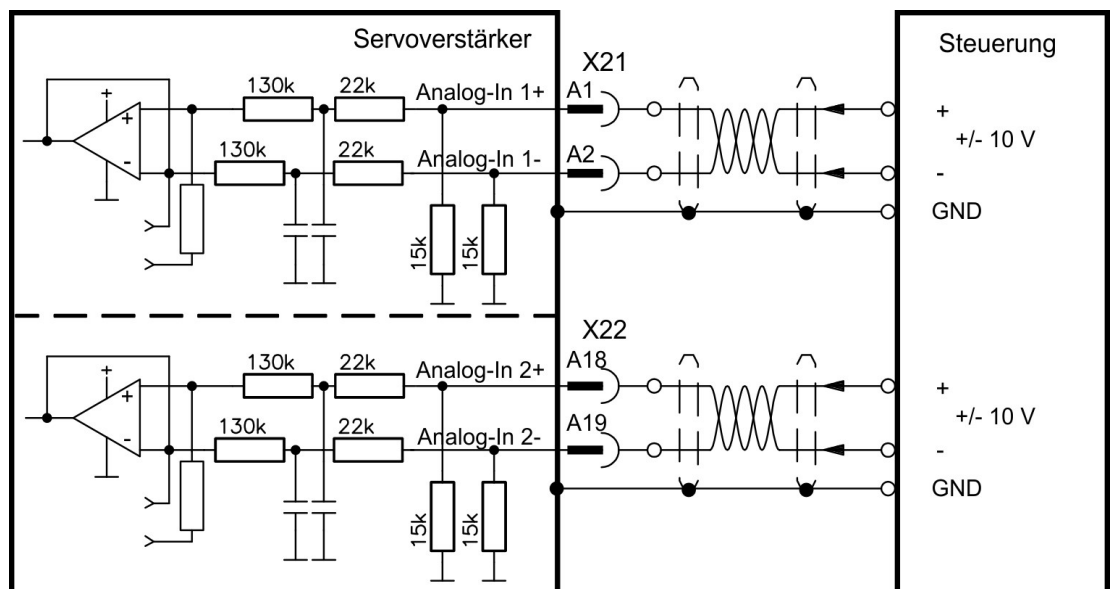 Servoverstärker
Steuerung
X21
130k
22k
Analog-In 1+
A1
+
+
+
+/- 10 V
130k
22k
Analog-In 1-
A2
-
-
GND
15k
15k
X22
130k
22k
Analog-In 2+
A18
+
+
+
+/- 10 V
130k
22k
Analog-In 2-
A19
-
-
GND
15k
15k